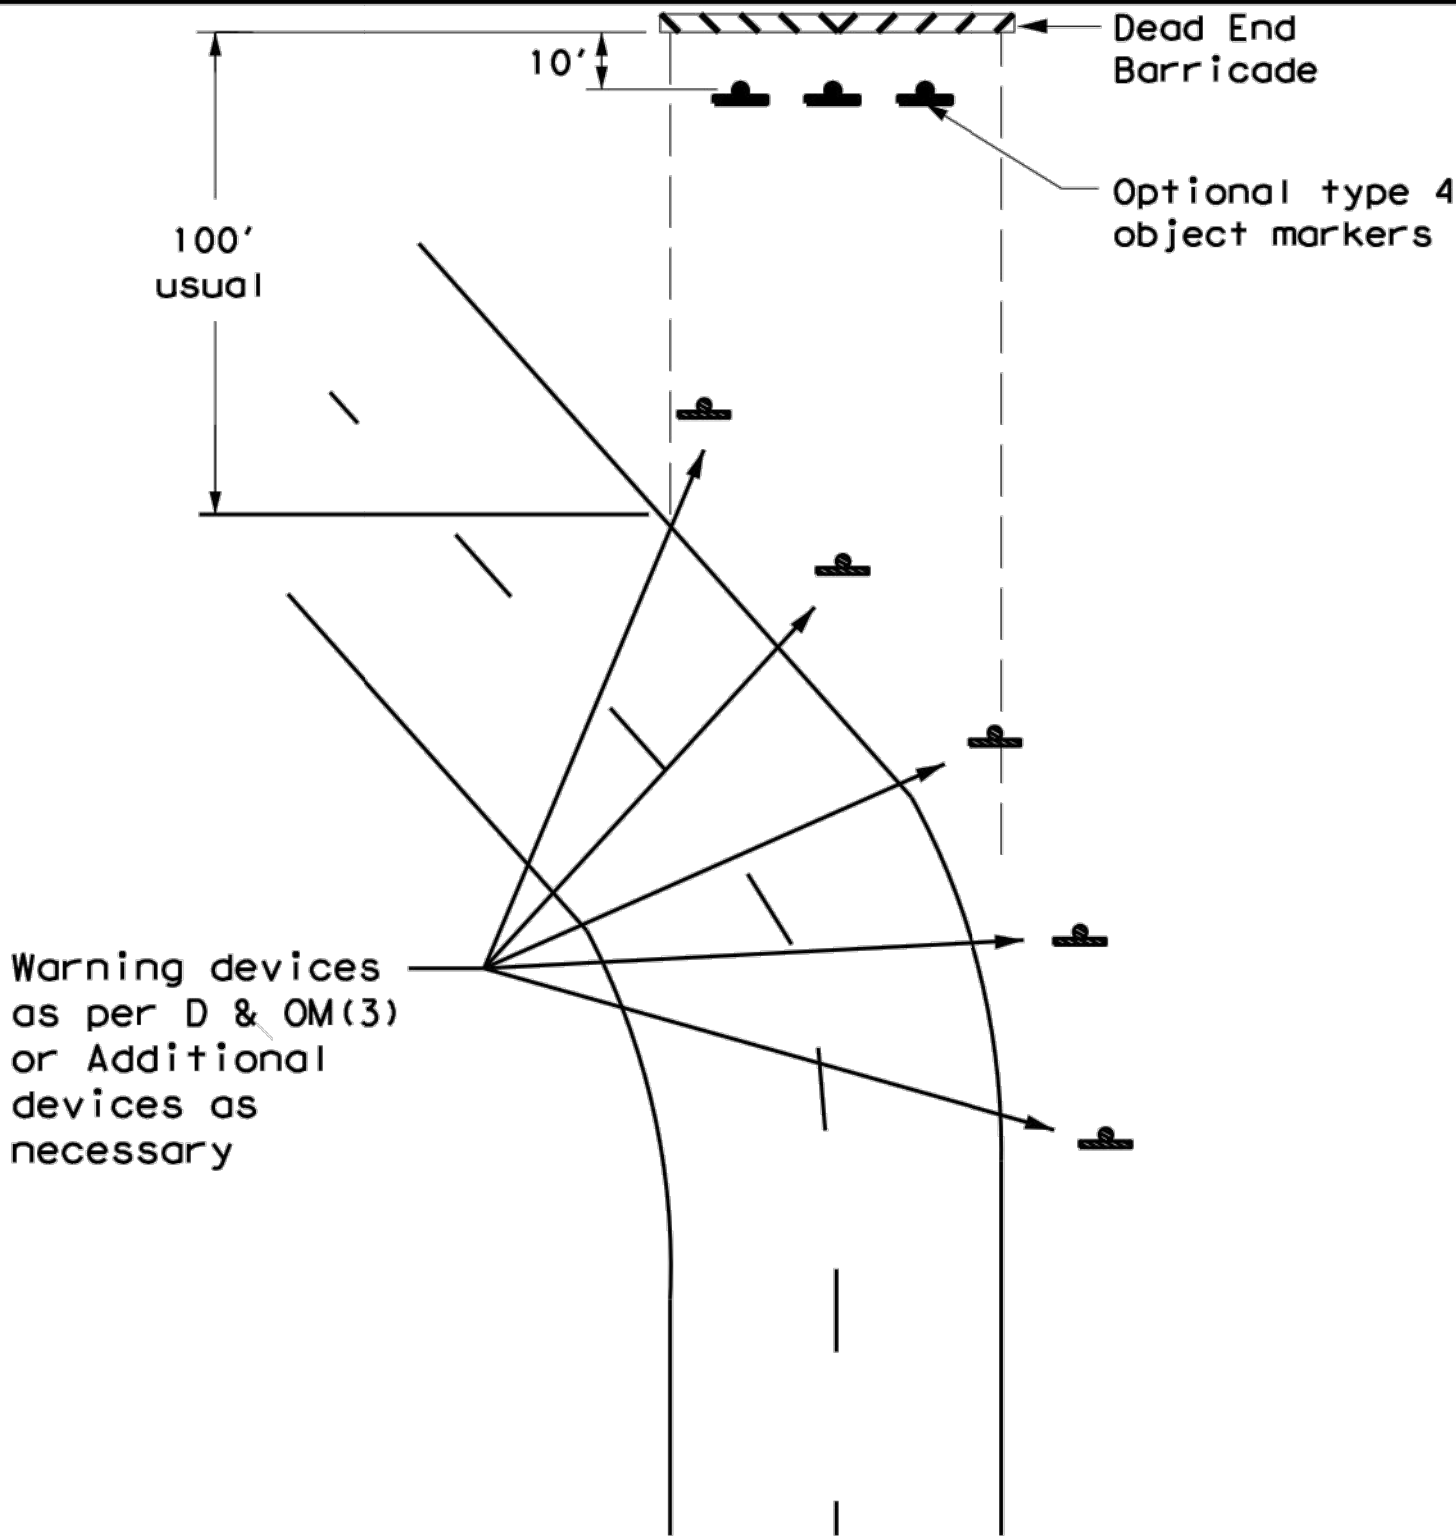 Dead End
Barricade
10'
Optional type 4
object markers
100'
usual
Warning devices
as per D & OM(3)
or Additional
devices as
necessary